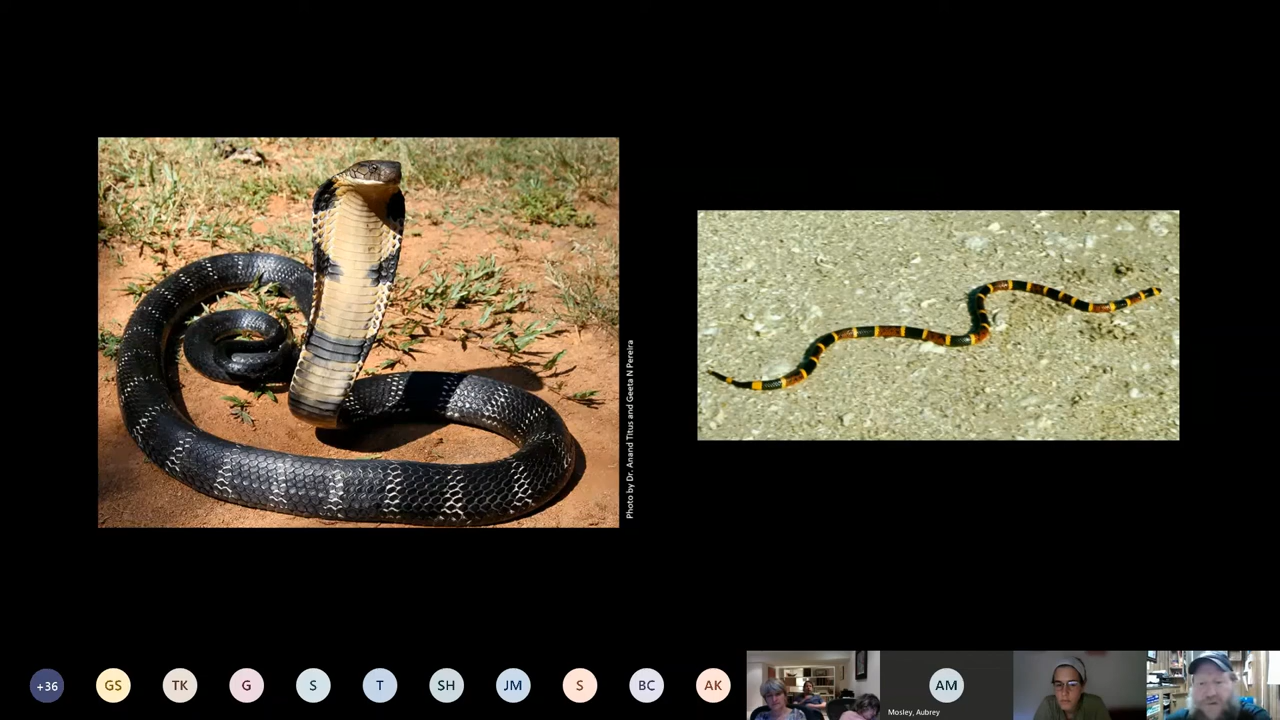 Photo by Dr. Anand Titus and Geeta N Pereira
+36
GS
TK
G
S
T
SH
JM
S
BC
AK
AM
Mosley, Aubrey